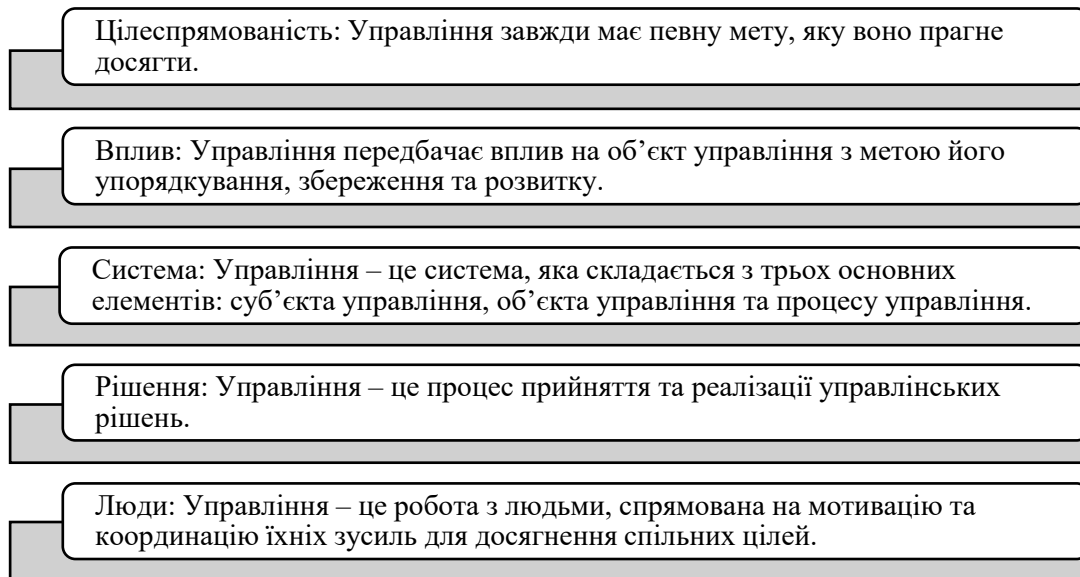 Цілеспрямованість: Управління завжди має певну мету, яку воно прагне
досягти.
Вплив: Управління передбачає вплив на об’єкт управління з метою його
упорядкування, збереження та розвитку.
Система: Управління – це система, яка складається з трьох основних
елементів: суб’єкта управління, об’єкта управління та процесу управління.
Рішення: Управління – це процес прийняття та реалізації управлінських
рішень.
Люди: Управління – це робота з людьми, спрямована на мотивацію та
координацію їхніх зусиль для досягнення спільних цілей.